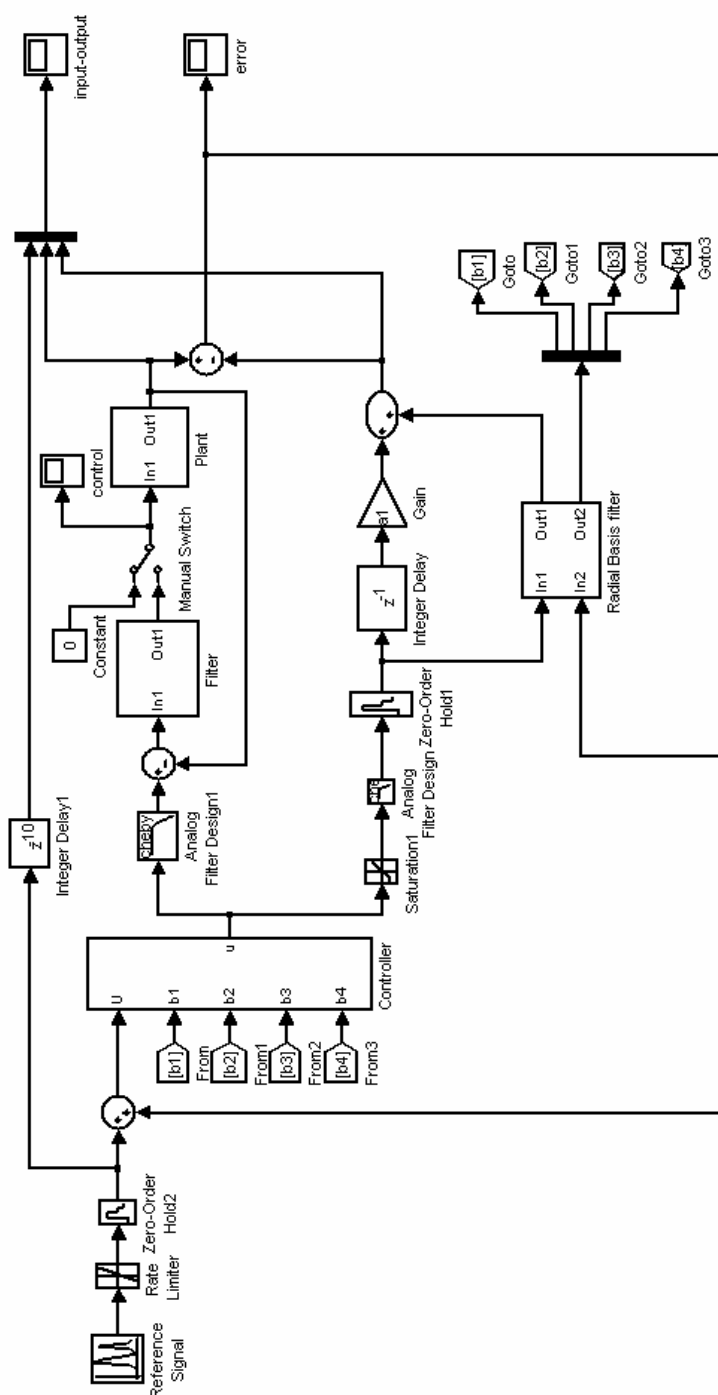 Reference
Signal
Rate
Limiter
Zero-Order
Hold2
z-10
Integer Delay1
input-output
error
U
b1
b2
b3
b4
u
Controller
[b1]
From
[b2]
From1
[b3]
From2
[b4]
From3
cheby
Analog
Filter Design1
In1
Out1
Filter
0
Constant
Manual Switch
control
In1
Out1
Plant
Saturation1
Analog
Filter Design
Zero-Order
Hold1
z-1
Integer Delay
a1
Gain
In1
In2
Out1
Out2
Radial Basis filter
[b1]
Goto
[b2]
Goto1
[b3]
Goto2
[b4]
Goto3